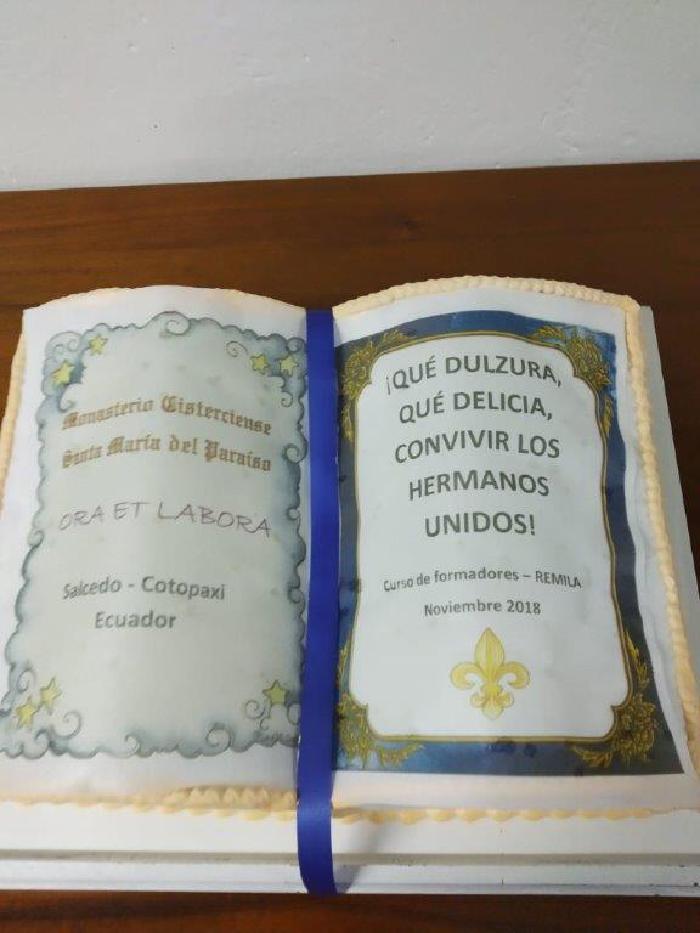 Monasterio Cisterciense
Santa María del Paraíso
ORA ET LABORA
Salcedo - Cotopaxi
Ecuador
¡QUÉ DULZURA,
QUÉ DELICIA,
CONVIVIR LOS
HERMANOS
UNIDOS!
Curso de formadores – REMILA
Noviembre 2018